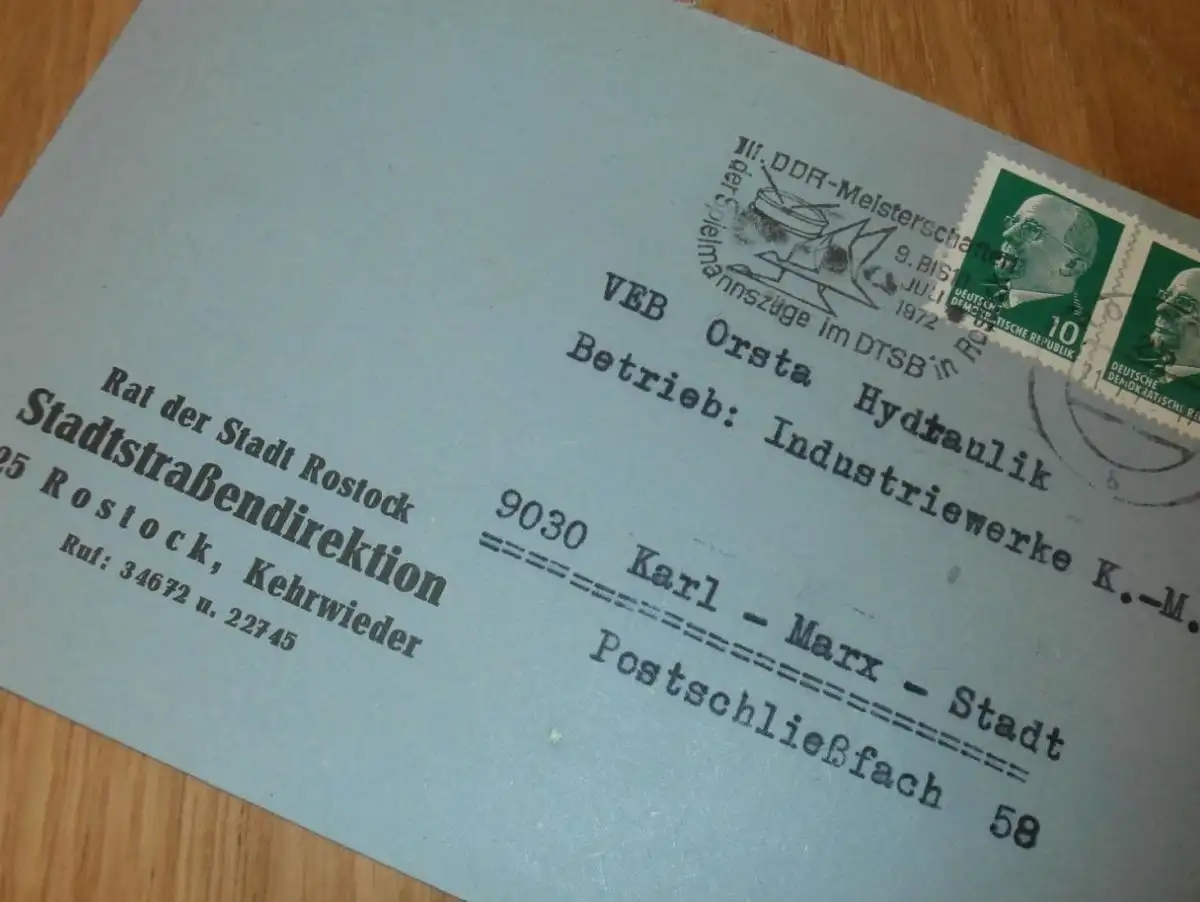 Rat der Stadt Rostock
Stadtstraßendirektion
25 Rostock, Kehrwieder
Ruf: 34672 u. 22745
III. DDR-Meisterschaften
der Spielmannszüge im DTSB in
9. BIS
JULI
1972
DEUTSCHE
DEMOKRATISCHE REPUBLIK
10
DEUTSCHE
DEMOKRATISCHE
b
VEB Orsta Hydraulik
Betrieb: Industriewerke K.-M.
9030 Karl - Marx - Stadt
Postschließfach 58